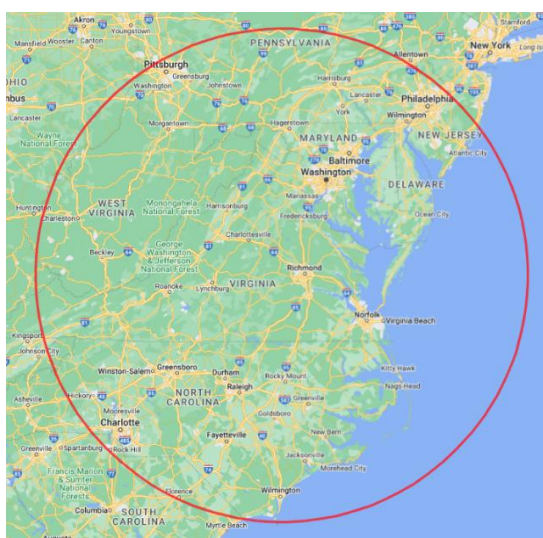 Akron
Youngstown
Stamford
Mansfield
Wooster
Canton
PENNSYLVANIA
New York
Long Is
Allentown
Pittsburgh
Greensburg
OHIO
Washington
Johnstown
Harrisburg
nbus
Lancaster
Philadelphia
York
Wilmington
Lancaster
Morgantown
Hagerstown
NEW JERSEY
Wayne
National Forest
MARYLAND
Baltimore
Atlantic City
Washington
WEST
VIRGINIA
Monongahela
National Forest
Manassas
DELAWARE
Huntington
Charleston
Harrisonburg
Fredericksburg
Ocean City
Charlottesville
George
Washington
& Jefferson
National Forest
Beckley
Richmond
Roanoke
Lynchburg
VIRGINIA
Norfolk
Virginia Beach
Kingsport
Johnson City
Winston-Salem
Greensboro
Durham
Rocky Mount
Kitty Hawk
Raleigh
Nags Head
Asheville
Hickory
NORTH
CAROLINA
Greenville
Mooresville
Goldsboro
Charlotte
Fayetteville
New Bern
Greenville
Spartanburg
Rock Hill
Jacksonville
Francis Marion
& Sumter
National
Forests
Morehead City
Florence
Wilmington
Columbia
SOUTH
CAROLINA
Myrtle Beach